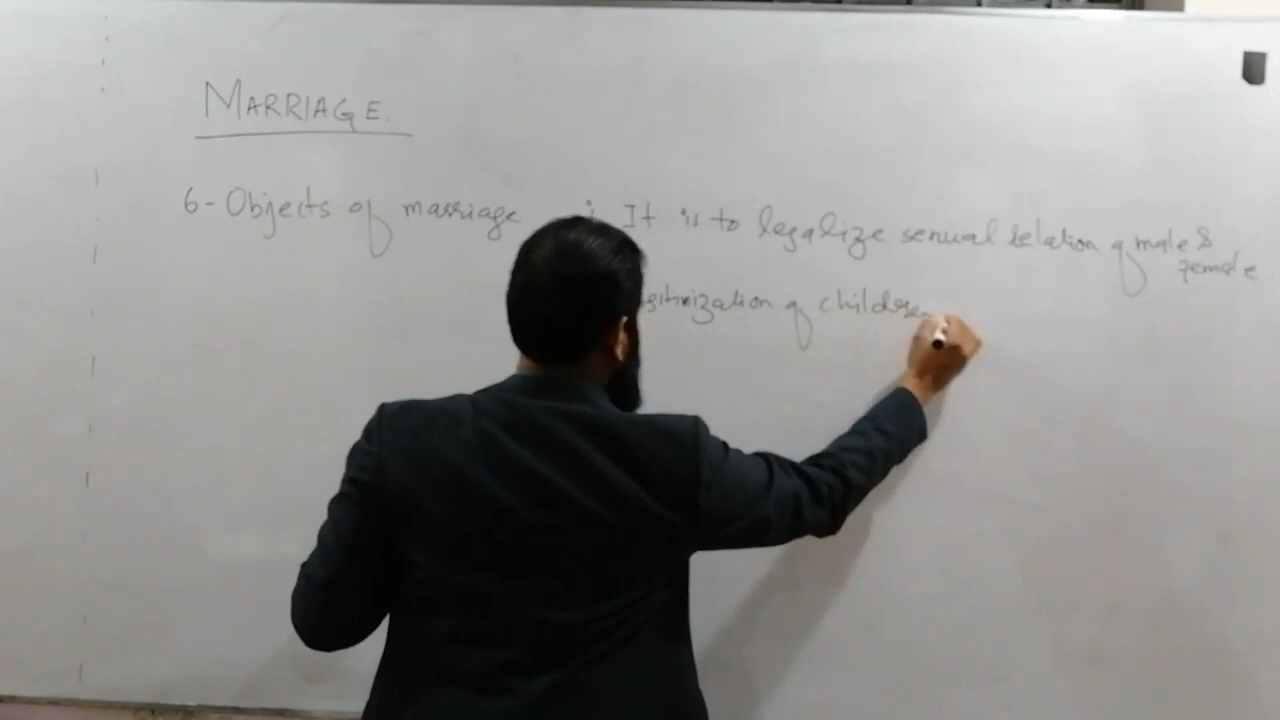 MARRIAGE.
6- Objects of marriage i. It is to legalize sexual relation of male &
female
gitimization of children